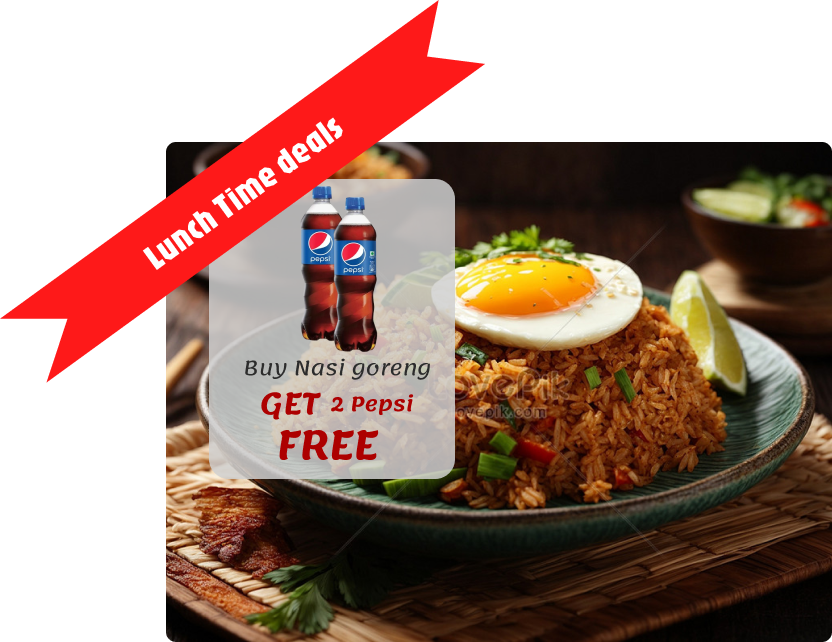 Lunch Time deals
pepsi
pepsi
Buy Nasi goreng
GET 2 Pepsi
FREE